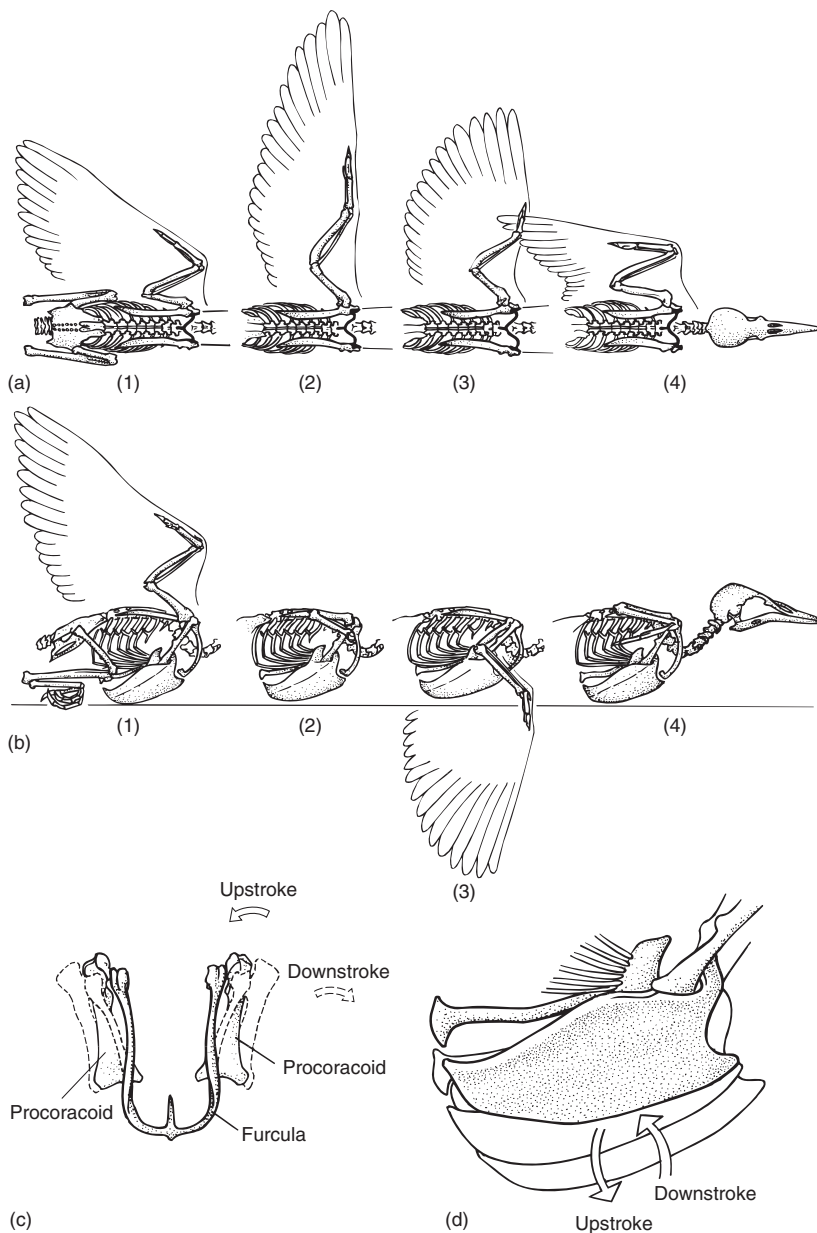 (a)
(1)
(2)
(3)
(4)
(b)
(1)
(2)
(3)
(4)
Upstroke
Downstroke
Procoracoid
Procoracoid
Furcula
(c)
Downstroke
Upstroke
(d)